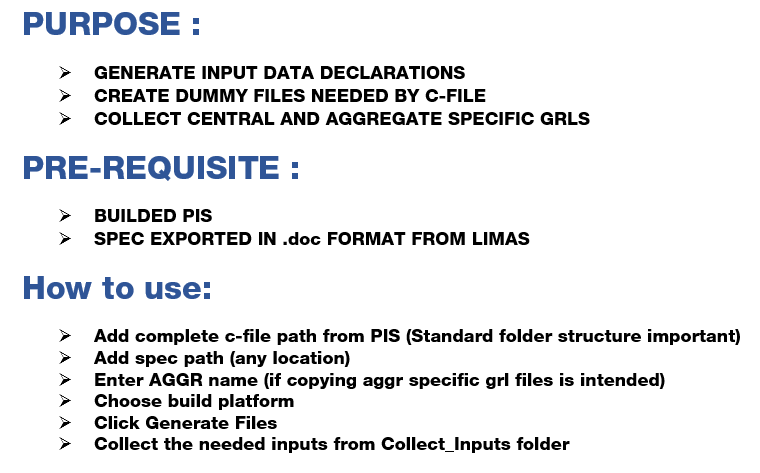 PURPOSE :
GENERATE INPUT DATA DECLARATIONS
CREATE DUMMY FILES NEEDED BY C-FILE
COLLECT CENTRAL AND AGGREGATE SPECIFIC GRLS
PRE-REQUISITE :
BUILDED PIS
SPEC EXPORTED IN .doc FORMAT FROM LIMAS
How to use:
Add complete c-file path from PIS (Standard folder structure important)
Add spec path (any location)
Enter AGGR name (if copying aggr specific grl files is intended)
Choose build platform
Click Generate Files
Collect the needed inputs from Collect_Inputs folder